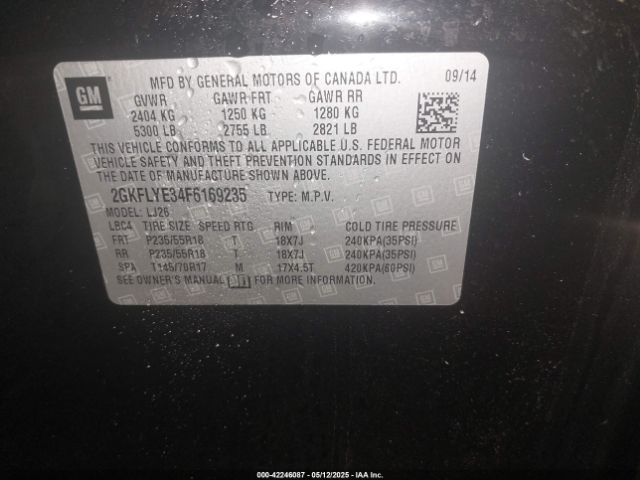 GM
MFD BY GENERAL MOTORS OF CANADA LTD. 09/14
GVWR GAWR FRT GAWR RR
2404 KG 1250 KG 1280 KG
5300 LB 2755 LB 2821 LB
THIS VEHICLE CONFORMS TO ALL APPLICABLE U.S. FEDERAL MOTOR
VEHICLE SAFETY AND THEFT PREVENTION STANDARDS IN EFFECT ON
THE DATE OF MANUFACTURE SHOWN ABOVE.
2GKFLYE34F6169235 TYPE: M.P.V.
MODEL: LJ26
LBC4 TIRE SIZE SPEED RTG RIM COLD TIRE PRESSURE
FRT P235/55R18 T 18X7J 240KPA(35PSI)
RR P235/55R18 T 18X7J 240KPA(35PSI)
SPA T145/70R17 M 17X4.5T 420KPA(60PSI)
SEE OWNER'S MANUAL FOR MORE INFORMATION.
000-42246087 - 05/12/2025 - IAA Inc.